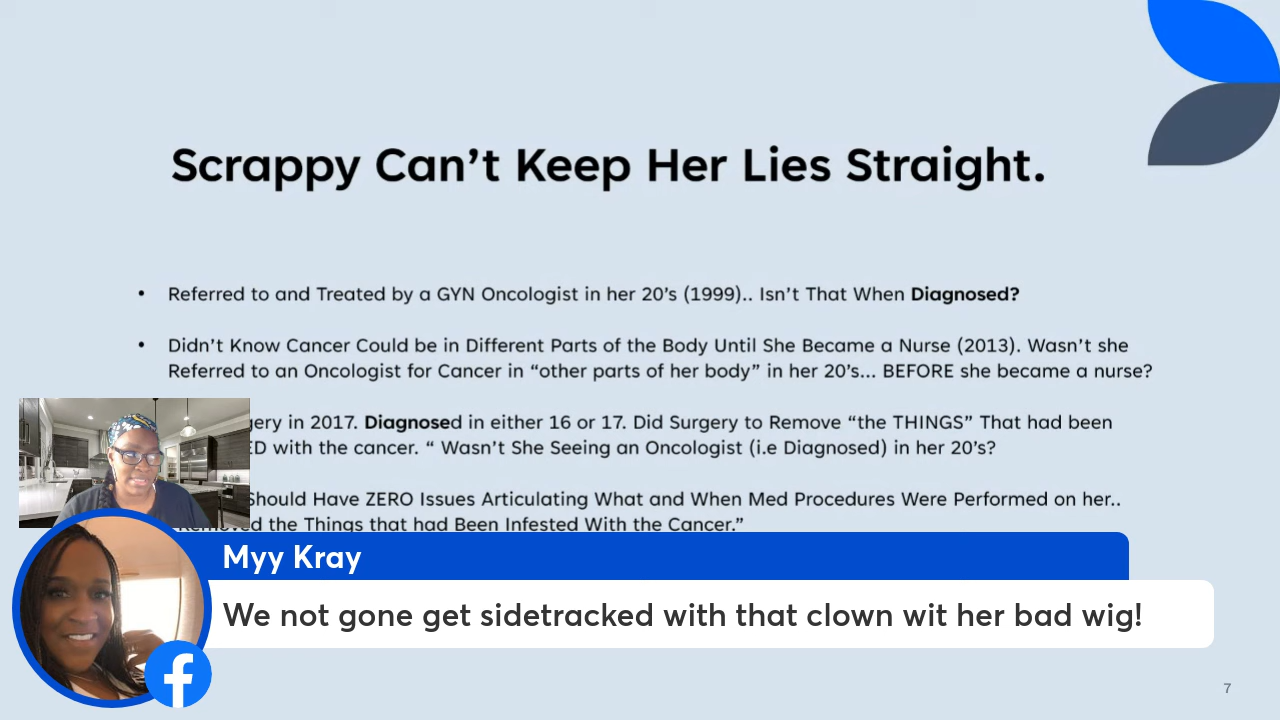 Scrappy Can't Keep Her Lies Straight.
• Referred to and Treated by a GYN Oncologist in her 20's (1999).. Isn't That When Diagnosed?
• Didn't Know Cancer Could be in Different Parts of the Body Until She Became a Nurse (2013). Wasn't she
Referred to an Oncologist for Cancer in “other parts of her body” in her 20's... BEFORE she became a nurse?
gery in 2017. Diagnosed in either 16 or 17. Did Surgery to Remove “the THINGS” That had been
ED with the cancer. “ Wasn't She Seeing an Oncologist (i.e Diagnosed) in her 20's?
Should Have ZERO Issues Articulating What and When Med Procedures Were Performed on her..
“Removed the Things that had Been Infested With the Cancer.”
Myy Kray
We not gone get sidetracked with that clown wit her bad wig!
7